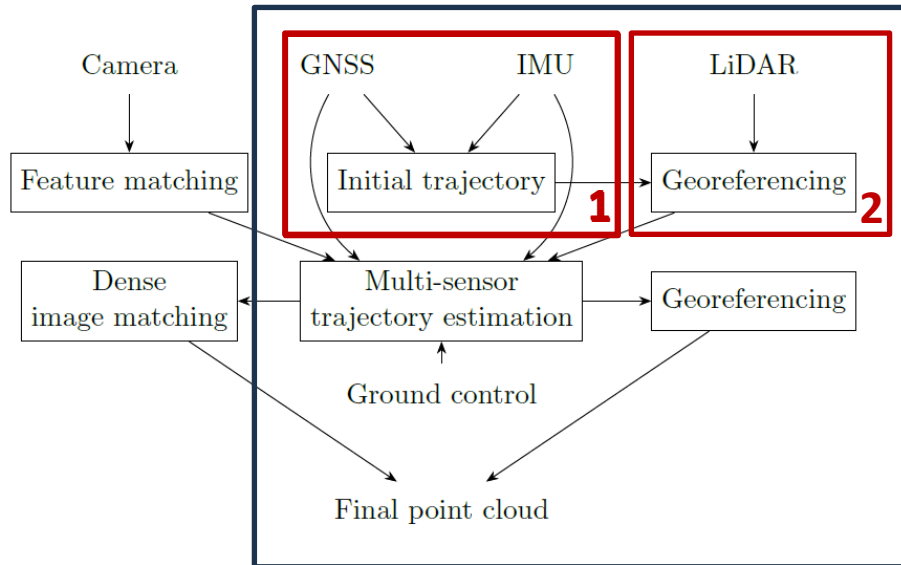 Camera
GNSS
IMU
LiDAR
Feature matching
Initial trajectory
1
Georeferencing
2
Dense
image matching
Multi-sensor
trajectory estimation
Georeferencing
Ground control
Final point cloud